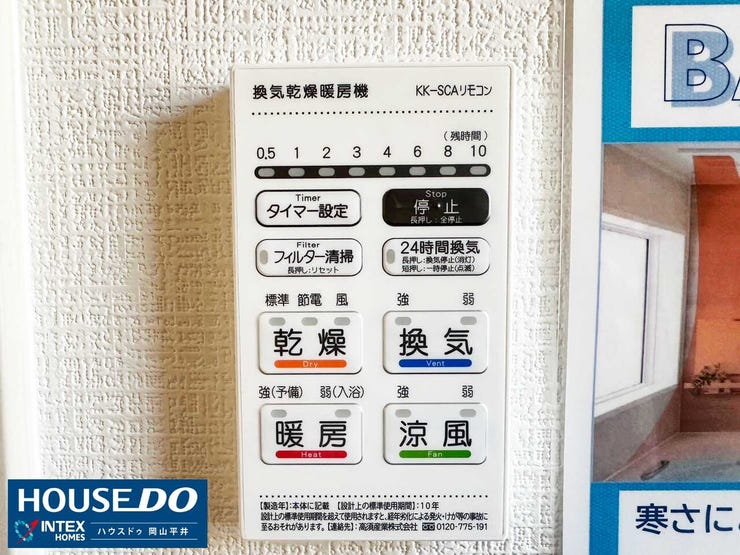 換気乾燥暖房機 KK-SCAリモコン
(残時間)
0.5 1 2 3 4 6 8 10
Timer
タイマー設定
Stop
停・止
長押し:全停止
Filter
フィルター清掃
長押し:リセット
24時間換気
長押し:換気停止(消灯)
短押し:一時停止(点滅)
標準 節電 風
強 弱
乾燥
Dry
換気
Vent
強(予備) 弱(入浴)
強 弱
暖房
Heat
涼風
Fan
【製造年】:本体に記載 【設計上の標準使用期間】:10年
設計上の標準使用期間を超えて使用されますと、経年劣化による発火・けが等の事故に
至るおそれがあります。【連絡先】:高須産業株式会社 0120-775-191
HOUSEDO
INTEX
HOMES
ハウスドゥ 岡山平井
BA
寒さに